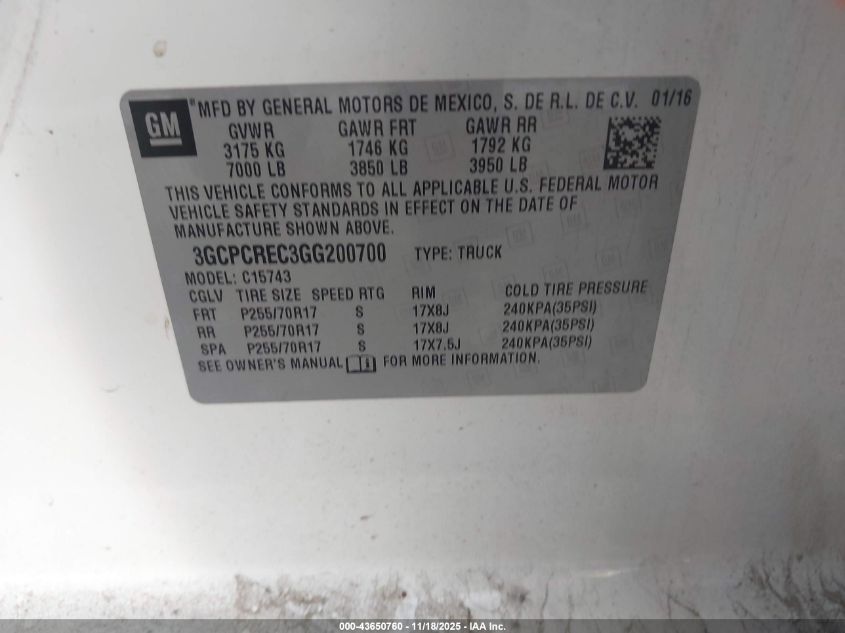 GM
® MFD BY GENERAL MOTORS DE MEXICO, S. DE R.L. DE C.V. 01/16
GVWR GAWR FRT GAWR RR
3175 KG 1746 KG 1792 KG
7000 LB 3850 LB 3950 LB
THIS VEHICLE CONFORMS TO ALL APPLICABLE U.S. FEDERAL MOTOR
VEHICLE SAFETY STANDARDS IN EFFECT ON THE DATE OF
MANUFACTURE SHOWN ABOVE.
3GCPCREC3GG200700 TYPE: TRUCK
MODEL: C15743
CGLV TIRE SIZE SPEED RTG RIM COLD TIRE PRESSURE
FRT P255/70R17 S 17X8J 240KPA(35PSI)
RR P255/70R17 S 17X8J 240KPA(35PSI)
SPA P255/70R17 S 17X7.5J 240KPA(35PSI)
SEE OWNER'S MANUAL FOR MORE INFORMATION.
000-43650760 - 11/18/2025 - IAA Inc.